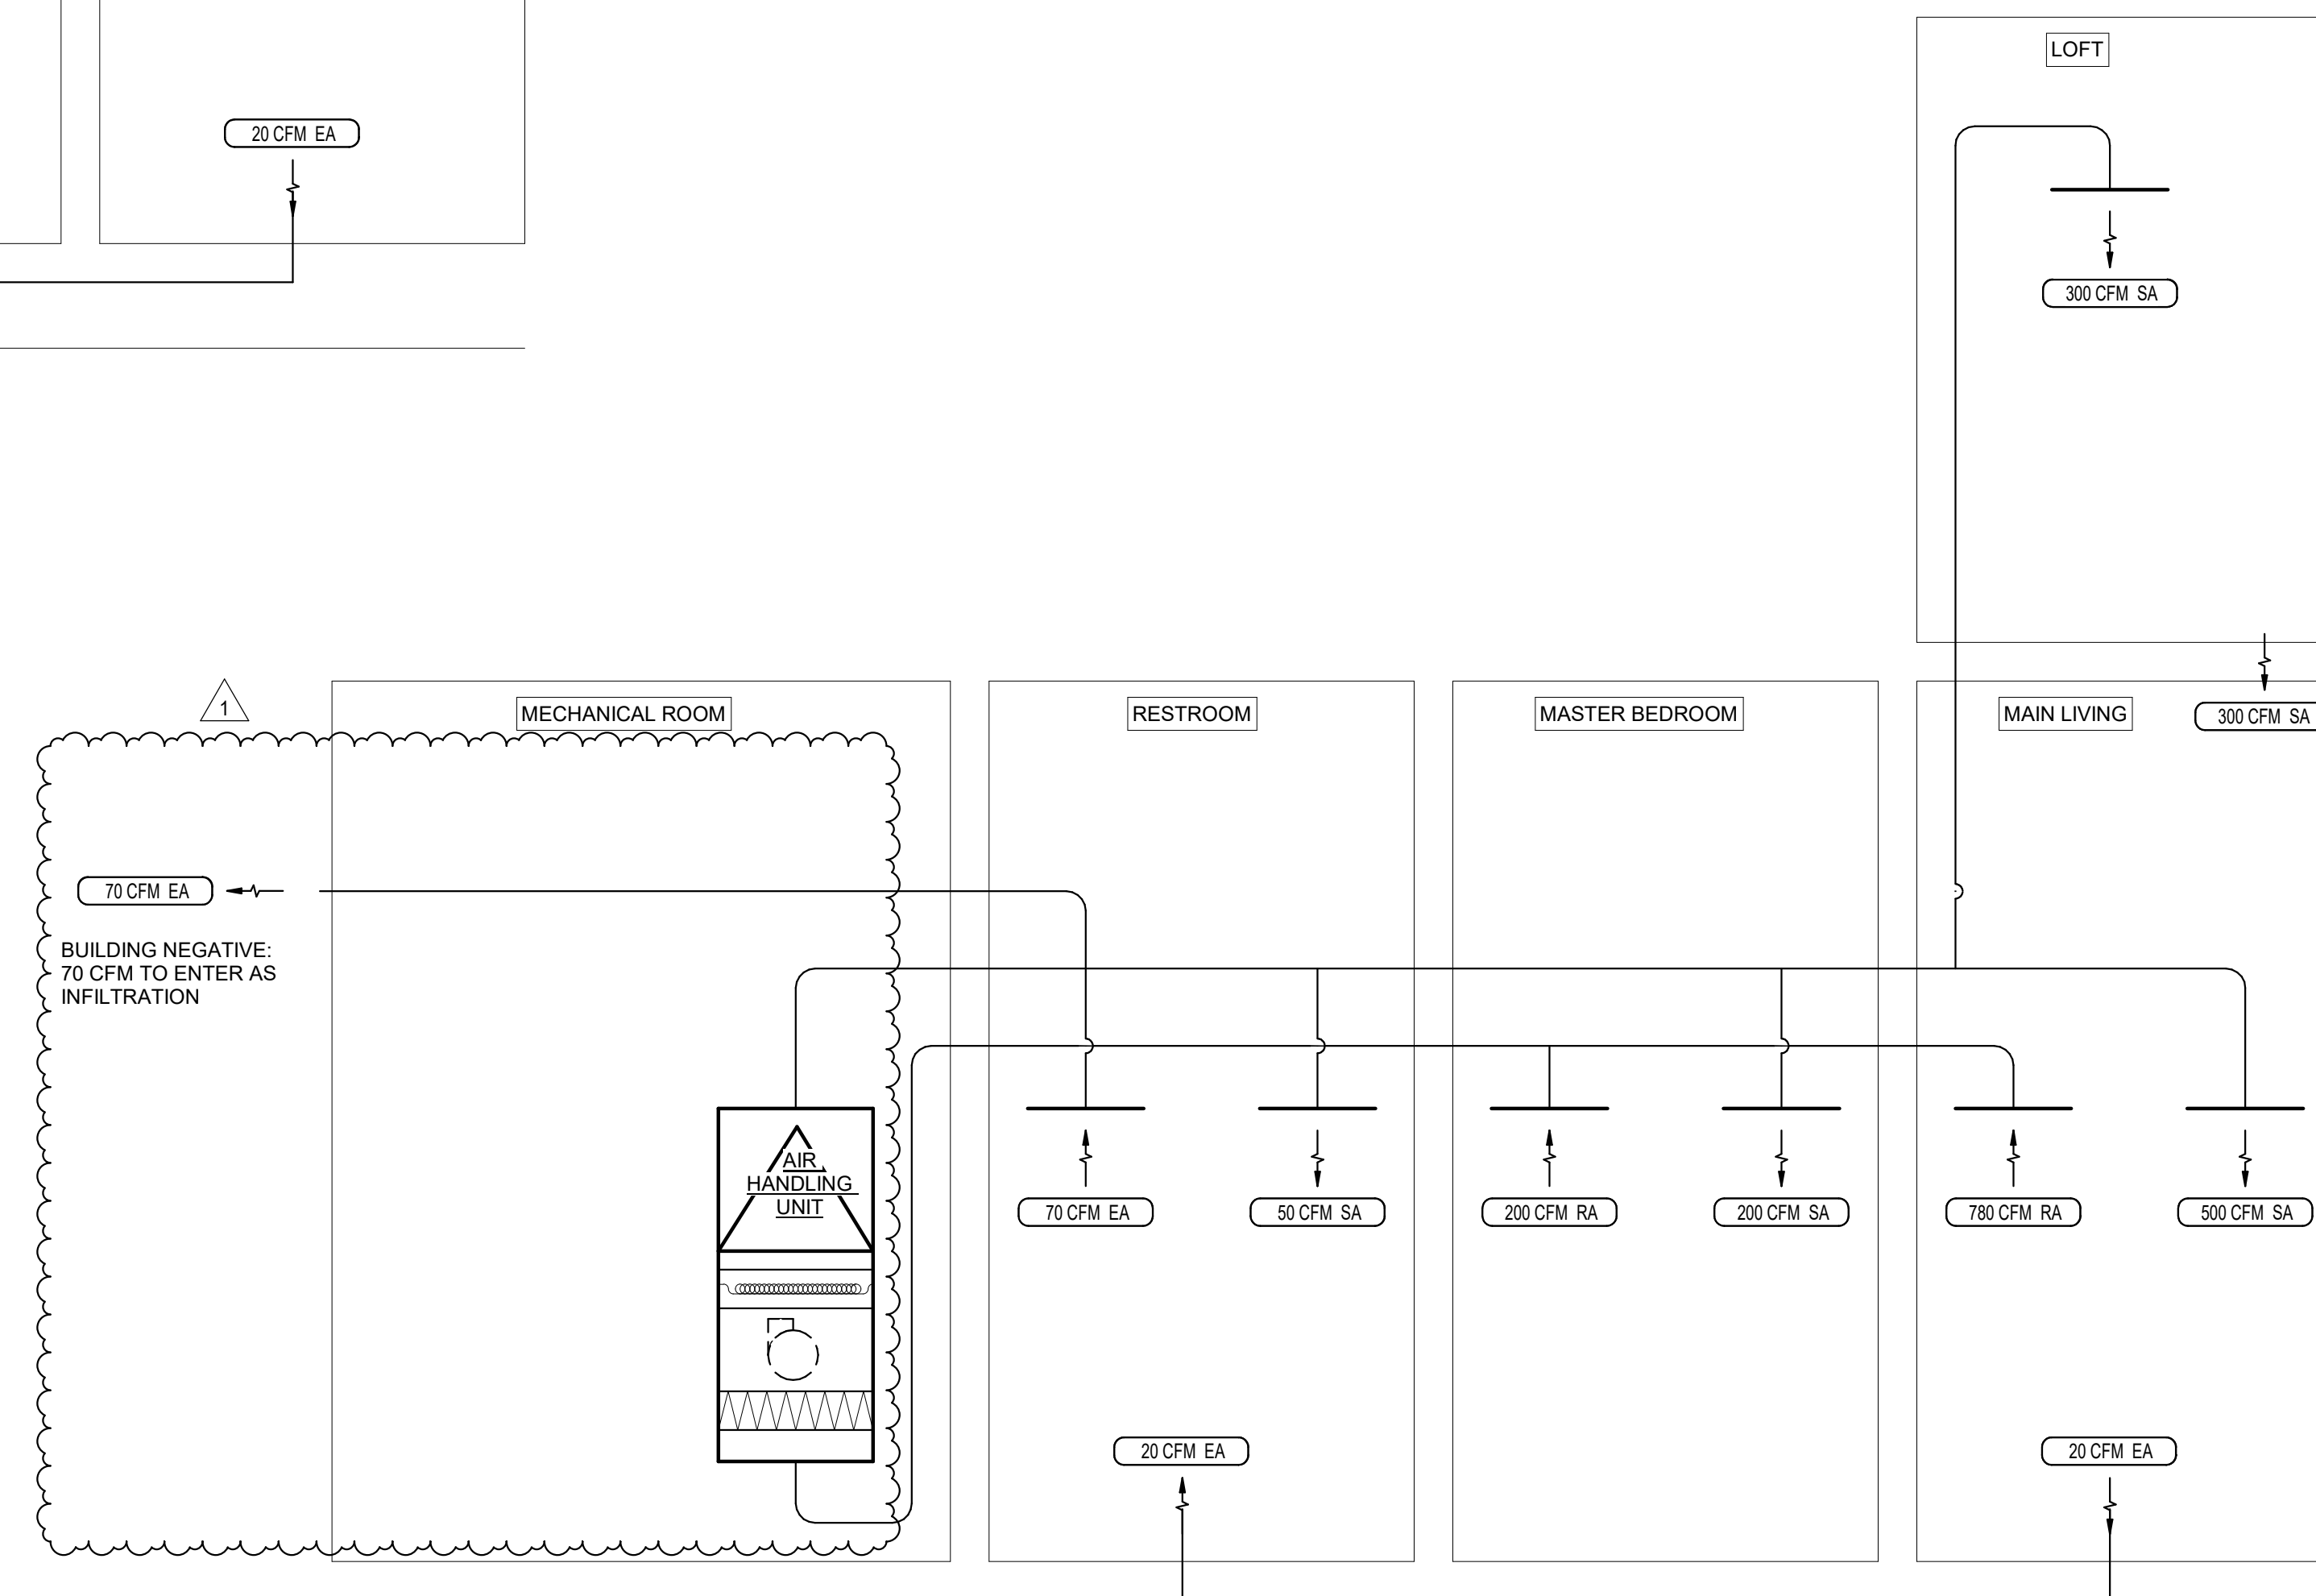 LOFT
20 CFM EA
300 CFM SA
1
MECHANICAL ROOM
RESTROOM
MASTER BEDROOM
MAIN LIVING
300 CFM SA
70 CFM EA
BUILDING NEGATIVE:
70 CFM TO ENTER AS
INFILTRATION
AIR
HANDLING
UNIT
70 CFM EA
50 CFM SA
200 CFM RA
200 CFM SA
780 CFM RA
500 CFM SA
20 CFM EA
20 CFM EA